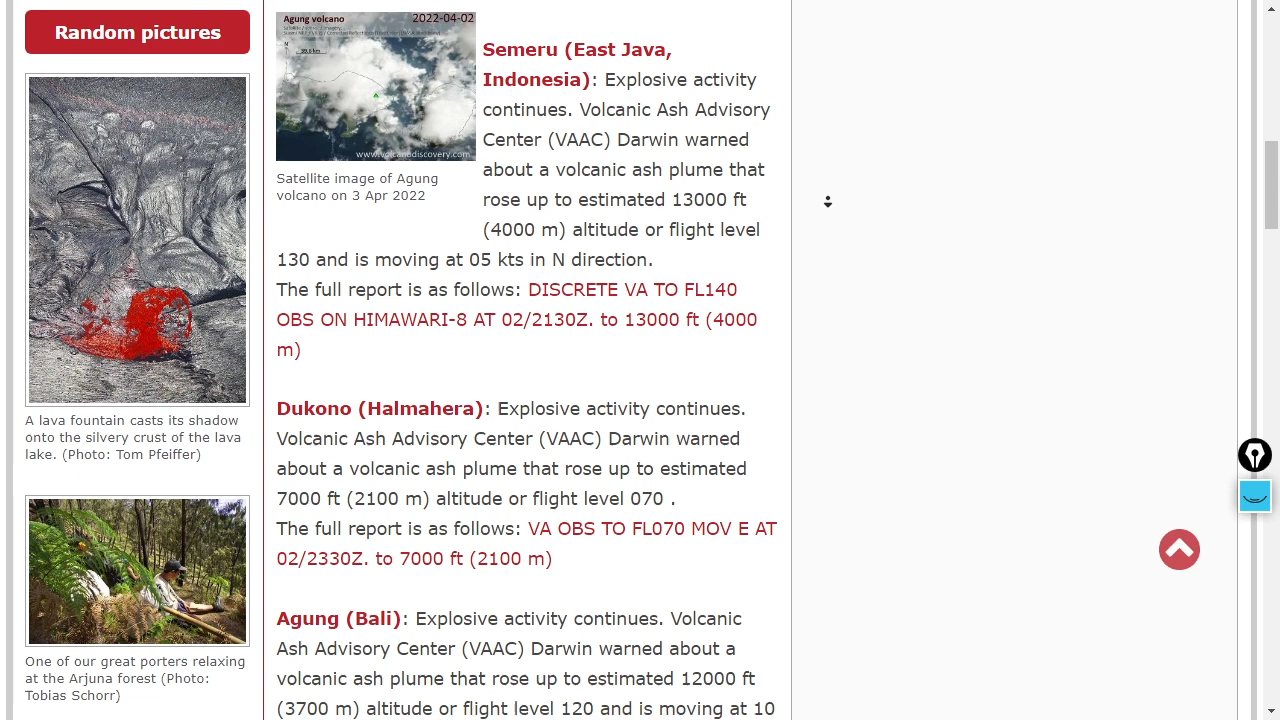 Random pictures
A lava fountain casts its shadow
onto the silvery crust of the lava
lake. (Photo: Tom Pfeiffer)
One of our great porters relaxing
at the Arjuna forest (Photo:
Tobias Schorr)
Agung volcano
2022-04-02
N
www.volcanodiscovery.com
Satellite image of Agung
volcano on 3 Apr 2022
Semeru (East Java,
Indonesia): Explosive activity
continues. Volcanic Ash Advisory
Center (VAAC) Darwin warned
about a volcanic ash plume that
rose up to estimated 13000 ft
(4000 m) altitude or flight level
130 and is moving at 05 kts in N direction.
The full report is as follows: DISCRETE VA TO FL140
OBS ON HIMAWARI-8 AT 02/2130Z. to 13000 ft (4000
m)
Dukono (Halmahera): Explosive activity continues.
Volcanic Ash Advisory Center (VAAC) Darwin warned
about a volcanic ash plume that rose up to estimated
7000 ft (2100 m) altitude or flight level 070 .
The full report is as follows: VA OBS TO FL070 MOV E AT
02/2330Z. to 7000 ft (2100 m)
Agung (Bali): Explosive activity continues. Volcanic
Ash Advisory Center (VAAC) Darwin warned about a
volcanic ash plume that rose up to estimated 12000 ft
(3700 m) altitude or flight level 120 and is moving at 10